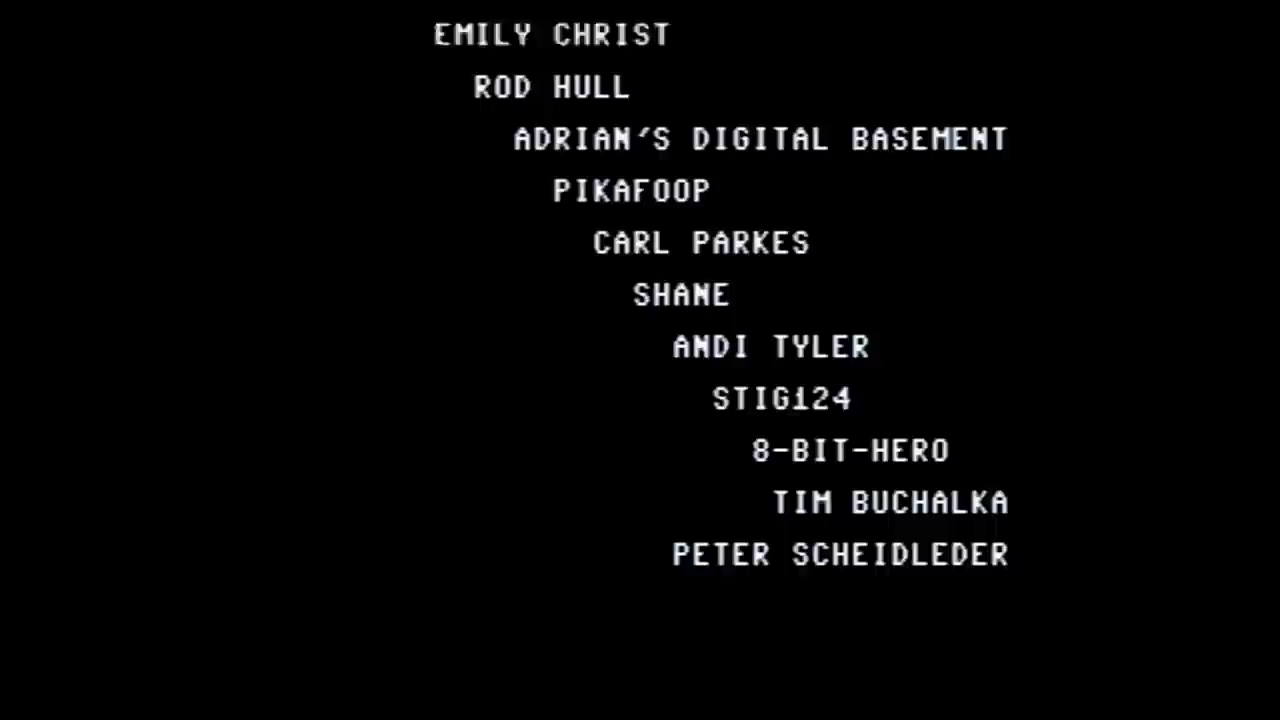 EMILY CHRIST
ROD HULL
ADRIAN'S DIGITAL BASEMENT
PIKAFOOP
CARL PARKES
SHANE
ANDI TYLER
STIG124
8-BIT-HERO
TIM BUCHALKA
PETER SCHEIDLEDER